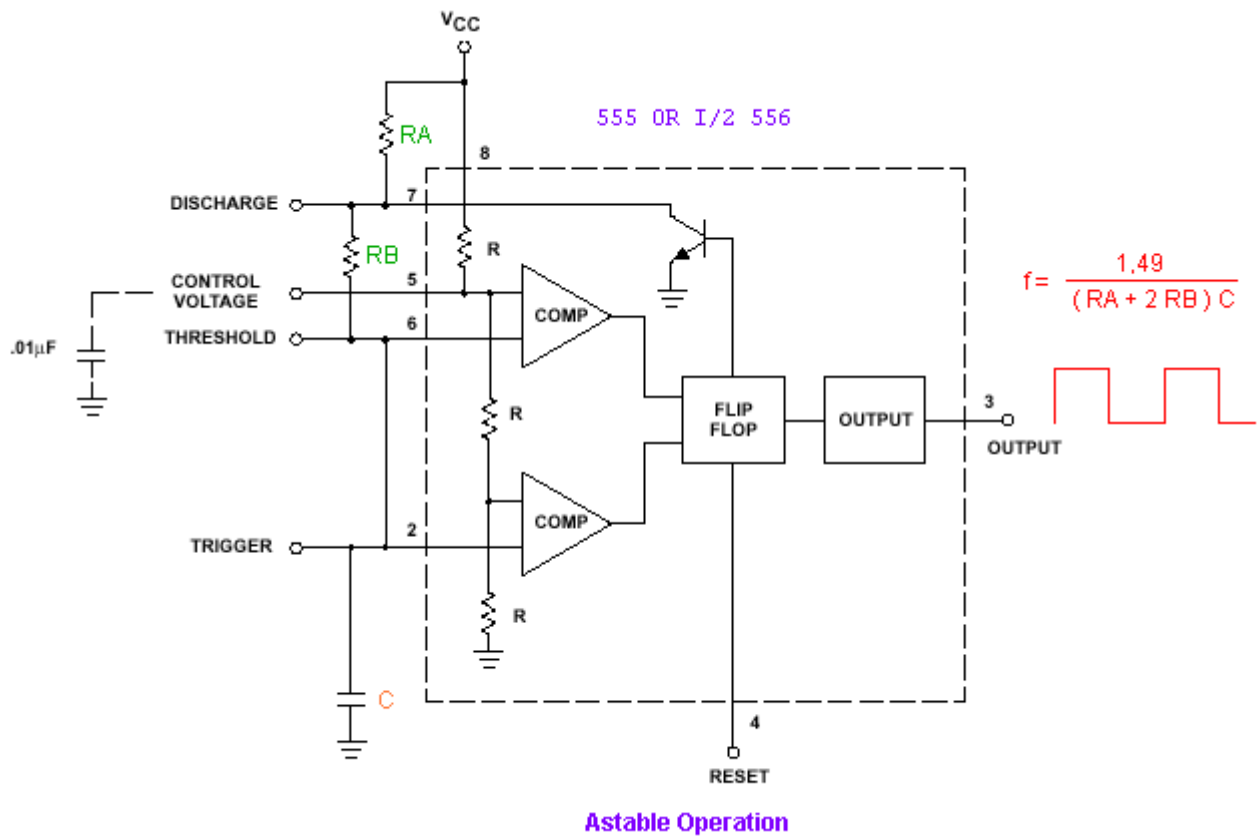 VCC
555 OR I/2 556
RA
8
DISCHARGE
7
RB
R
CONTROL
VOLTAGE
5
COMP
f= 1,49
( RA + 2 RB ) C
THRESHOLD
6
.01µF
R
FLIP
FLOP
OUTPUT
3
OUTPUT
COMP
TRIGGER
2
R
C
4
RESET
Astable Operation